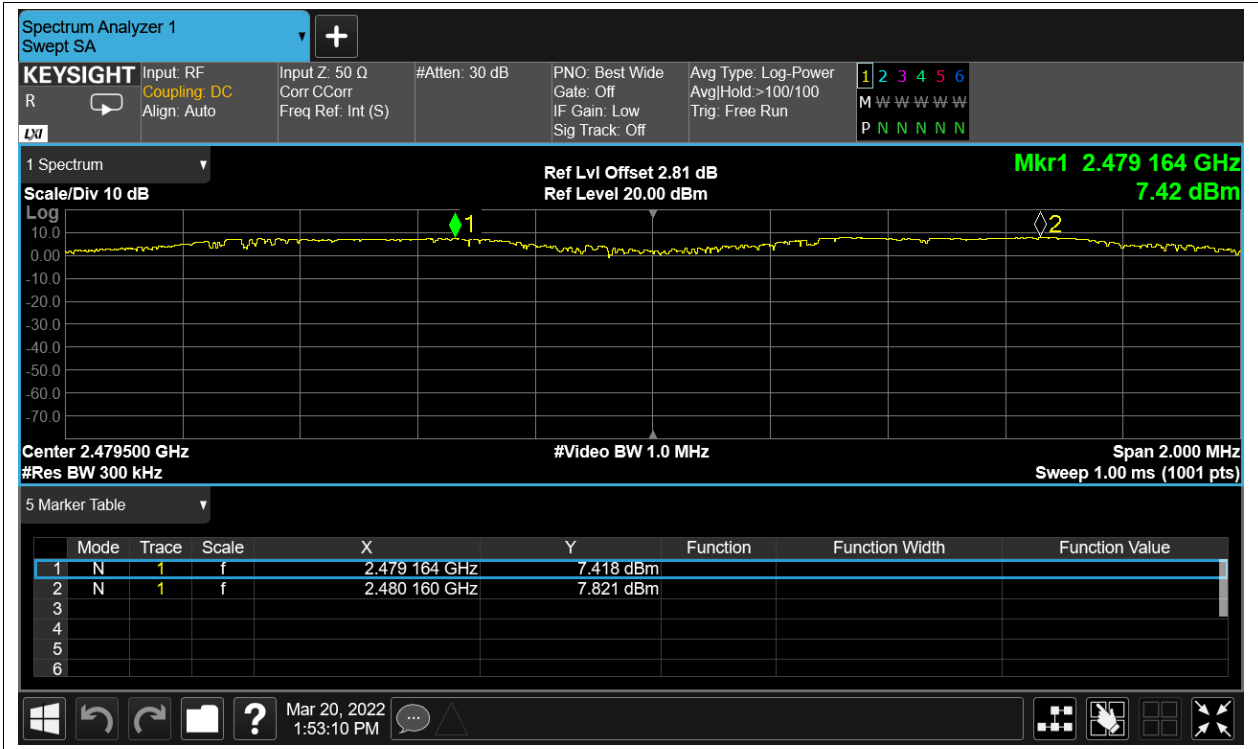 Spectrum Analyzer 1
Swept SA
KEYSIGHT Input: RF Input Z: 50 Ω #Atten: 30 dB PNO: Best Wide Avg Type: Log-Power 1 2 3 4 5 6
R Coupling: DC Corr CCorr Gate: Off Avg|Hold:>100/100 M W W W W W
Align: Auto Freq Ref: Int (S) IF Gain: Low Trig: Free Run
LXI Sig Track: Off P N N N N N
1 Spectrum Ref Lvl Offset 2.81 dB Mkr1 2.479 164 GHz
Scale/Div 10 dB Ref Level 20.00 dBm 7.42 dBm
Log
1 2
10.0
0.00
-10.0
-20.0
-30.0
-40.0
-50.0
-60.0
-70.0
Center 2.479500 GHz #Video BW 1.0 MHz Span 2.000 MHz
#Res BW 300 kHz Sweep 1.00 ms (1001 pts)
5 Marker Table
Mode Trace Scale X Y Function Function Width Function Value
1 N 1 f 2.479 164 GHz 7.418 dBm
2 N 1 f 2.480 160 GHz 7.821 dBm
3
4
5
6
? Mar 20, 2022
1:53:10 PM